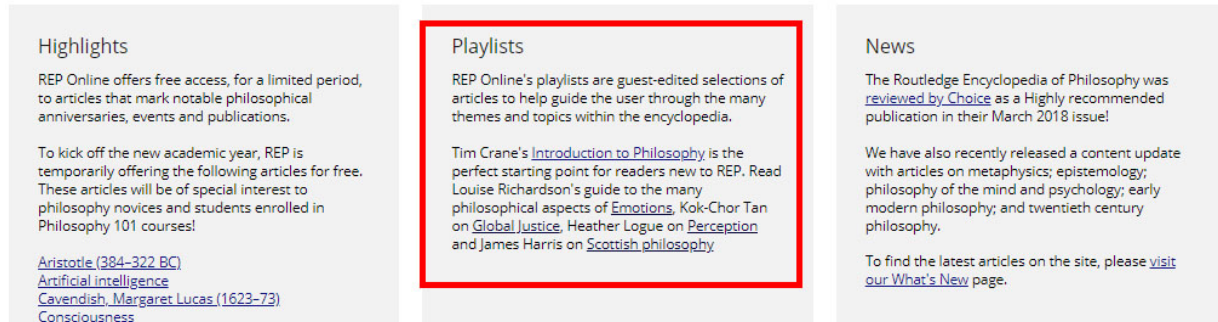 Highlights
REP Online offers free access, for a limited period,
to articles that mark notable philosophical
anniversaries, events and publications.
To kick off the new academic year, REP is
temporarily offering the following articles for free.
These articles will be of special interest to
philosophy novices and students enrolled in
Philosophy 101 courses!
Aristotle (384–322 BC)
Artificial intelligence
Cavendish, Margaret Lucas (1623–73)
Consciousness
Playlists
REP Online's playlists are guest-edited selections of
articles to help guide the user through the many
themes and topics within the encyclopedia.
Tim Crane's Introduction to Philosophy is the
perfect starting point for readers new to REP. Read
Louise Richardson's guide to the many
philosophical aspects of Emotions, Kok-Chor Tan
on Global Justice, Heather Logue on Perception
and James Harris on Scottish philosophy
News
The Routledge Encyclopedia of Philosophy was
reviewed by Choice as a Highly recommended
publication in their March 2018 issue!
We have also recently released a content update
with articles on metaphysics; epistemology;
philosophy of the mind and psychology; early
modern philosophy; and twentieth century
philosophy.
To find the latest articles on the site, please visit
our What's New page.